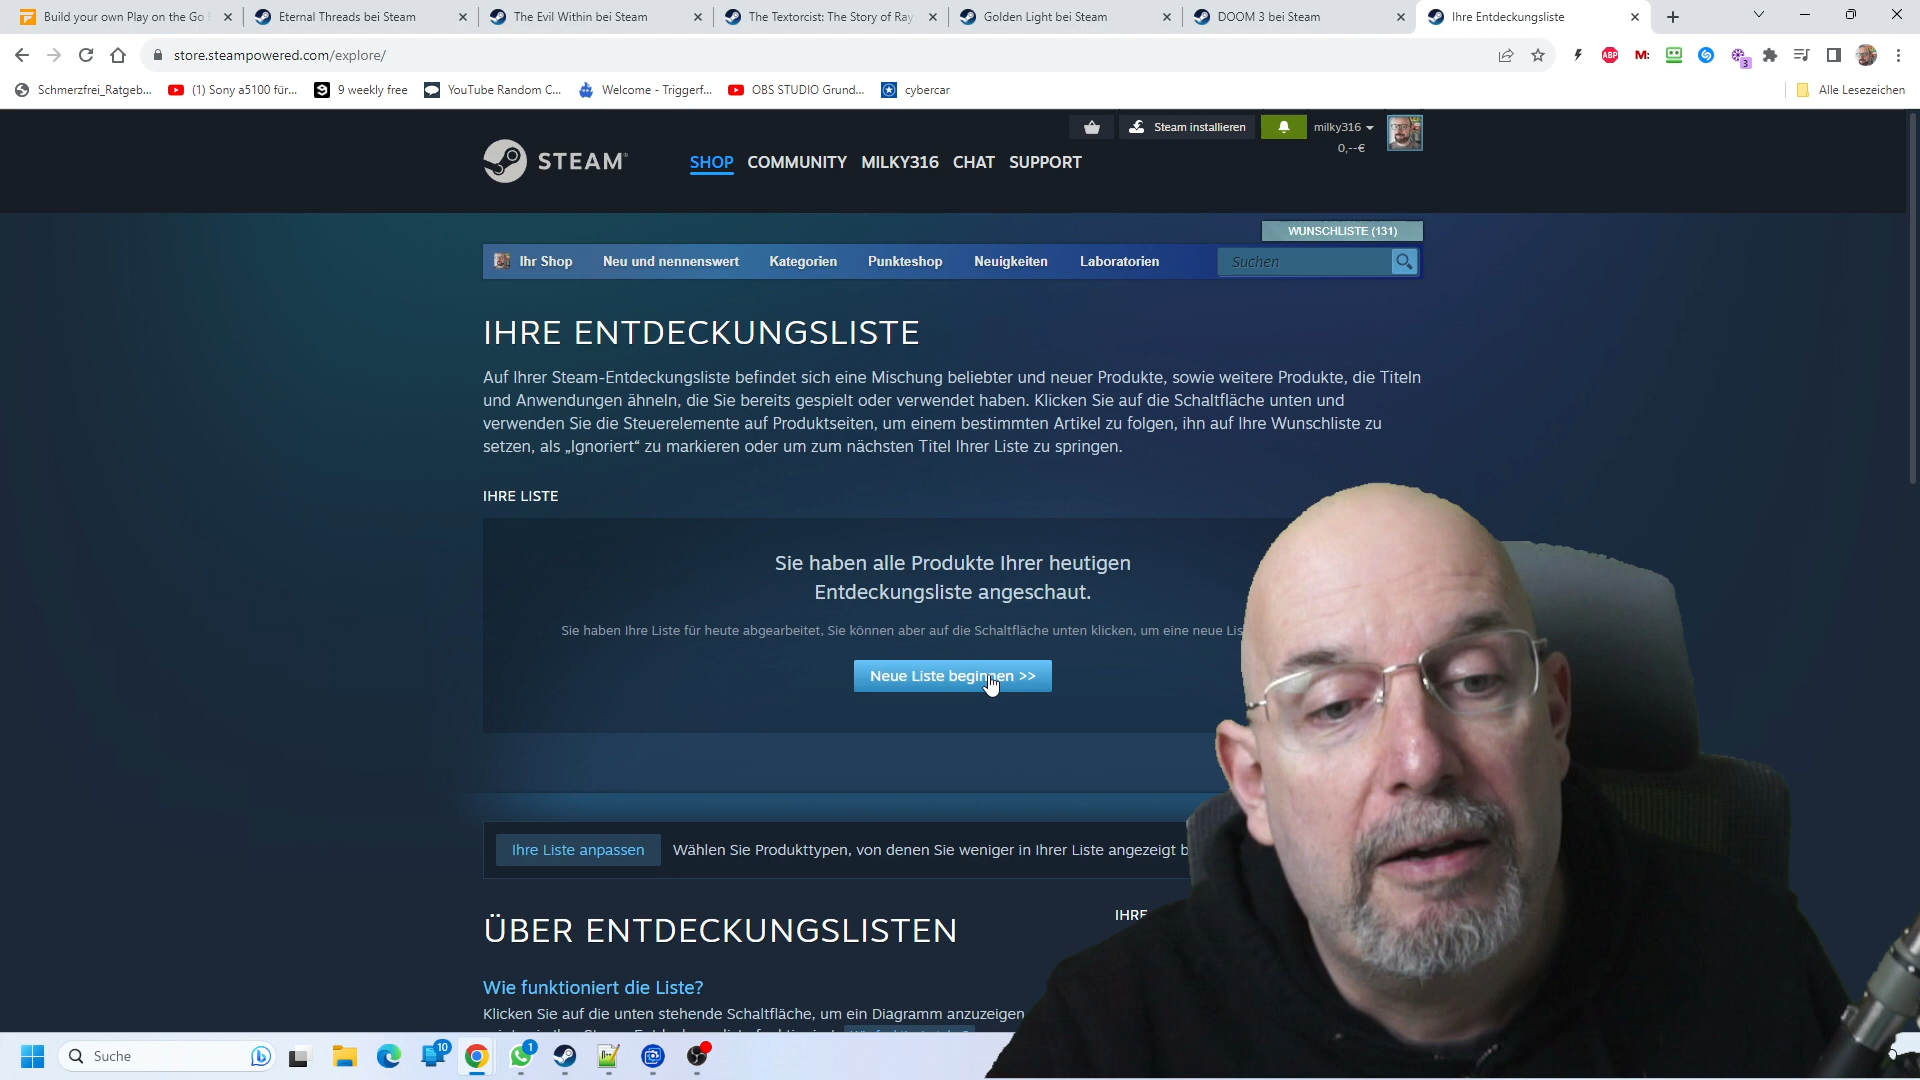 Build your own Play on the Go
Eternal Threads bei Steam
The Evil Within bei Steam
The Textorcist: The Story of Ray
Golden Light bei Steam
DOOM 3 bei Steam
Ihre Entdeckungsliste
store.steampowered.com/explore/
ABP
M:
3
Schmerzfrei_Ratgeb...
(1) Sony a5100 für...
9 weekly free
YouTube Random C...
Welcome - Triggerf...
OBS STUDIO Grund...
cybercar
Alle Lesezeichen
Steam installieren
milky316
0,--€
STEAM
SHOP
COMMUNITY
MILKY316
CHAT
SUPPORT
WUNSCHLISTE (131)
Ihr Shop
Neu und nennenswert
Kategorien
Punkteshop
Neuigkeiten
Laboratorien
Suchen
IHRE ENTDECKUNGSLISTE
Auf Ihrer Steam-Entdeckungsliste befindet sich eine Mischung beliebter und neuer Produkte, sowie weitere Produkte, die Titeln
und Anwendungen ähneln, die Sie bereits gespielt oder verwendet haben. Klicken Sie auf die Schaltfläche unten und
verwenden Sie die Steuerelemente auf Produktseiten, um einem bestimmten Artikel zu folgen, ihn auf Ihre Wunschliste zu
setzen, als „Ignoriert“ zu markieren oder um zum nächsten Titel Ihrer Liste zu springen.
IHRE LISTE
Sie haben alle Produkte Ihrer heutigen
Entdeckungsliste angeschaut.
Sie haben Ihre Liste für heute abgearbeitet, Sie können aber auf die Schaltfläche unten klicken, um eine neue Lis
Neue Liste beginnen >>
Ihre Liste anpassen
Wählen Sie Produkttypen, von denen Sie weniger in Ihrer Liste angezeigt b
ÜBER ENTDECKUNGSLISTEN
IHRE
Wie funktioniert die Liste?
Klicken Sie auf die unten stehende Schaltfläche, um ein Diagramm anzuzeigen
Suche
10
1